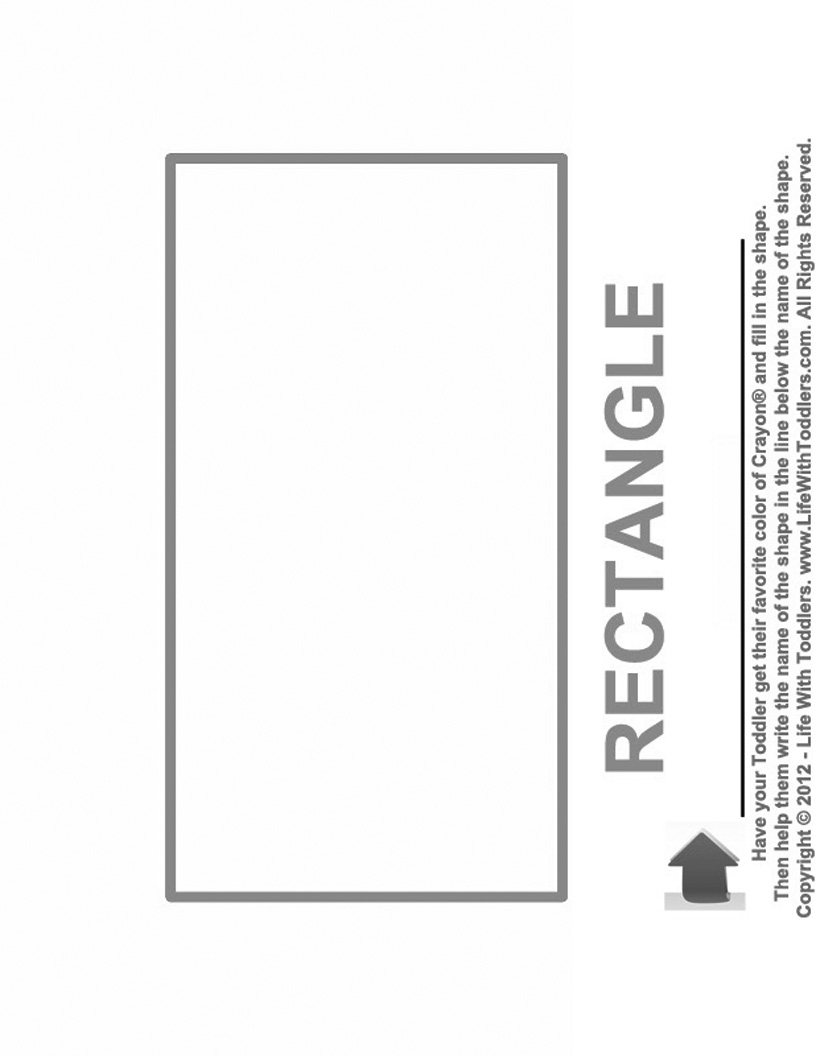 RECTANGLE
Have your Toddler get their favorite color of Crayon® and fill in the shape.
Then help them write the name of the shape in the line below the name of the shape.
Copyright © 2012 - Life With Toddlers. www.LifeWithToddlers.com. All Rights Reserved.